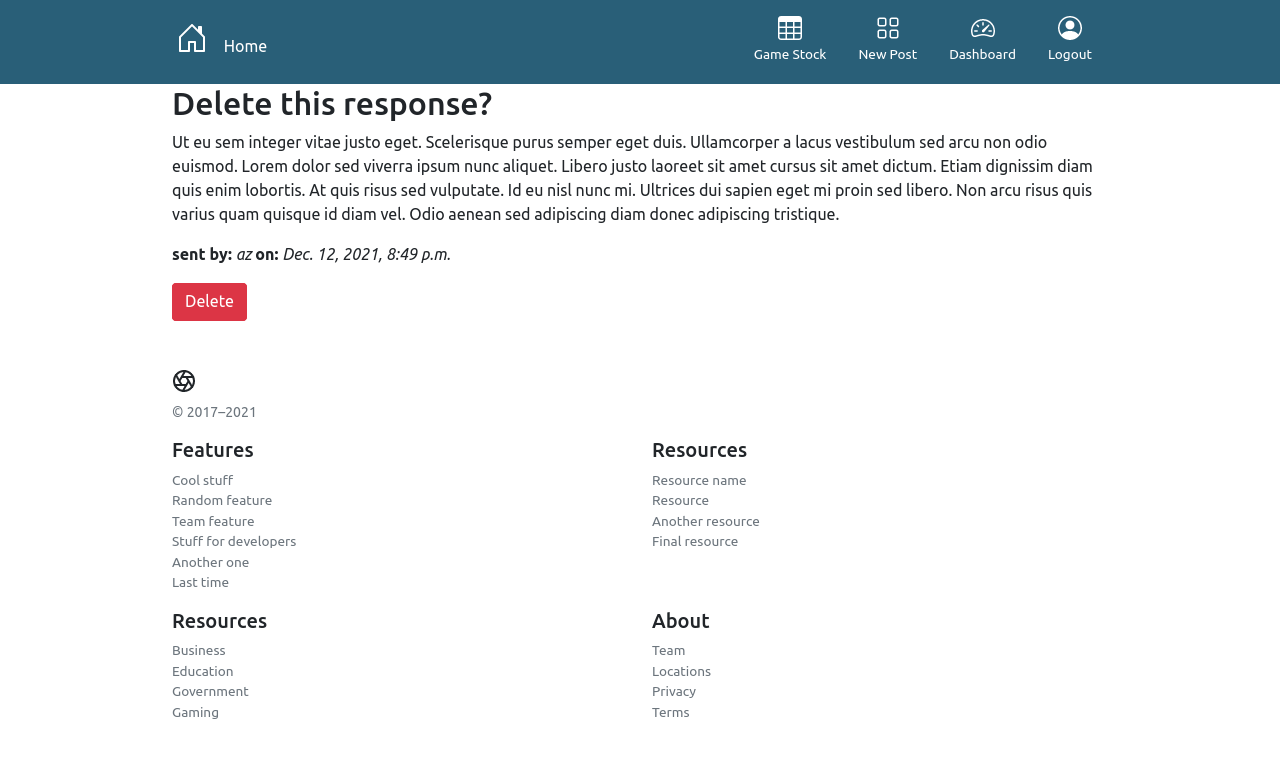 Home
Game Stock
New Post
Dashboard
Logout
Delete this response?
Ut eu sem integer vitae justo eget. Scelerisque purus semper eget duis. Ullamcorper a lacus vestibulum sed arcu non odio
euismod. Lorem dolor sed viverra ipsum nunc aliquet. Libero justo laoreet sit amet cursus sit amet dictum. Etiam dignissim diam
quis enim lobortis. At quis risus sed vulputate. Id eu nisl nunc mi. Ultrices dui sapien eget mi proin sed libero. Non arcu risus quis
varius quam quisque id diam vel. Odio aenean sed adipiscing diam donec adipiscing tristique.
sent by: az on: Dec. 12, 2021, 8:49 p.m.
Delete
© 2017–2021
Features
Cool stuff
Random feature
Team feature
Stuff for developers
Another one
Last time
Resources
Resource name
Resource
Another resource
Final resource
Resources
Business
Education
Government
Gaming
About
Team
Locations
Privacy
Terms